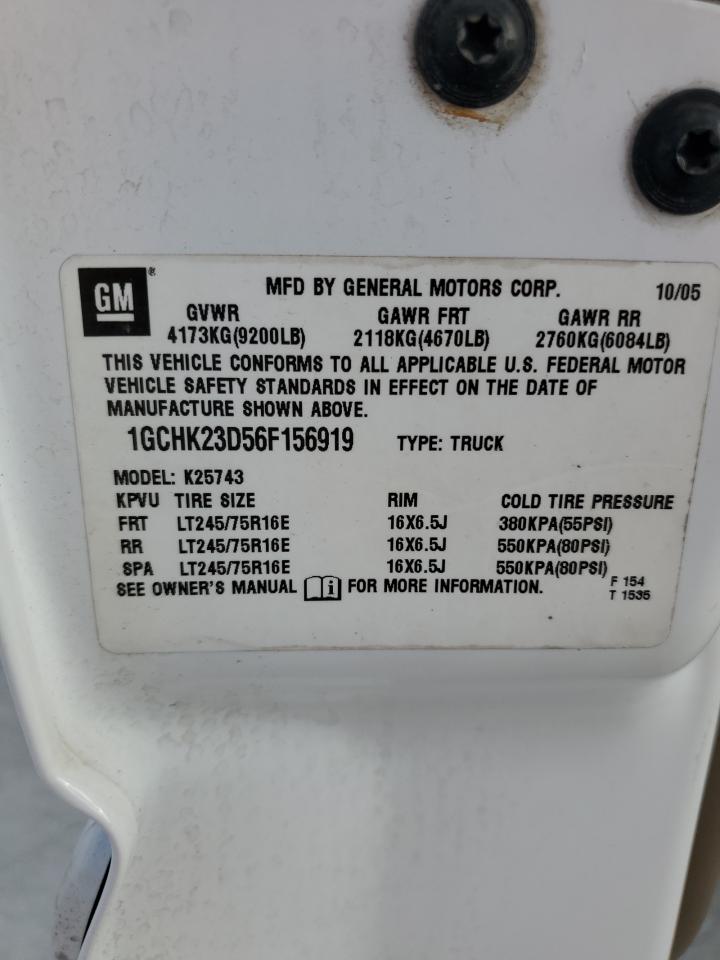 GM®
MFD BY GENERAL MOTORS CORP. 10/05
GVWR GAWR FRT GAWR RR
4173KG(9200LB) 2118KG(4670LB) 2760KG(6084LB)
THIS VEHICLE CONFORMS TO ALL APPLICABLE U.S. FEDERAL MOTOR
VEHICLE SAFETY STANDARDS IN EFFECT ON THE DATE OF
MANUFACTURE SHOWN ABOVE.
1GCHK23D56F156919 TYPE: TRUCK
MODEL: K25743
KPVU TIRE SIZE RIM COLD TIRE PRESSURE
FRT LT245/75R16E 16X6.5J 380KPA(55PSI)
RR LT245/75R16E 16X6.5J 550KPA(80PSI)
SPA LT245/75R16E 16X6.5J 550KPA(80PSI)
SEE OWNER'S MANUAL i FOR MORE INFORMATION. F 154
T 1535